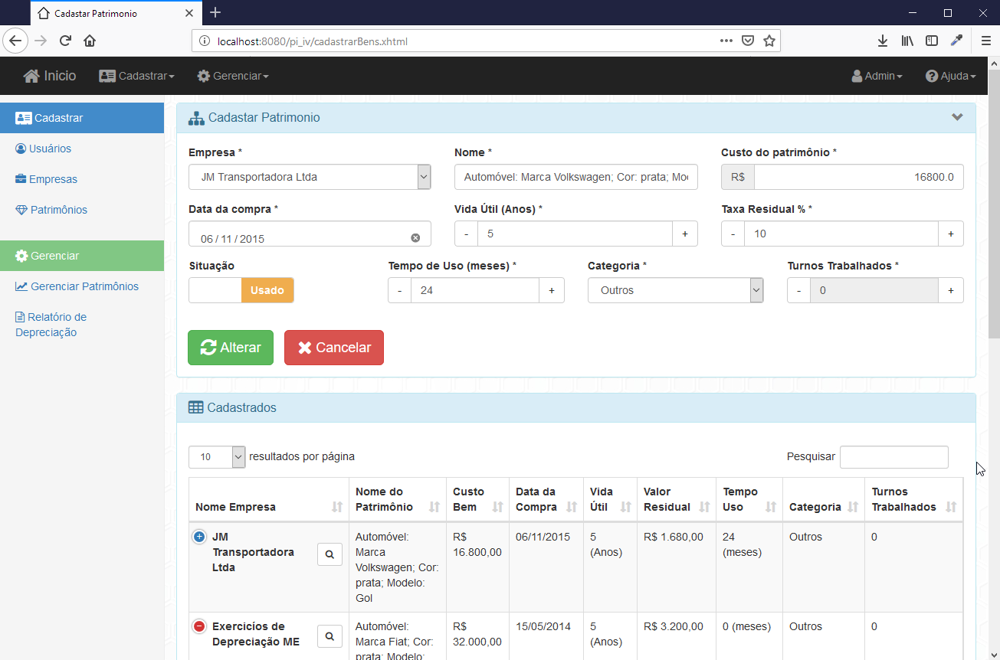 Cadastar Patrimonio
localhost:8080/pi_iv/cadastrarBens.xhtml
Inicio Cadastrar Gerenciar Admin Ajuda
Cadastrar
Usuários
Empresas
Patrimônios
Gerenciar
Gerenciar Patrimônios
Relatório de
Depreciação
Cadastar Patrimonio
Empresa * Nome * Custo do patrimônio *
JM Transportadora Ltda Automóvel: Marca Volkswagen; Cor: prata; Mo R$ 16800.0
Data da compra * Vida Útil (Anos) * Taxa Residual % *
06 / 11 / 2015 - 5 + - 10 +
Situação Tempo de Uso (meses) * Categoria * Turnos Trabalhados *
Usado - 24 + Outros - 0 +
Alterar Cancelar
Cadastrados
10 resultados por página Pesquisar
Nome Empresa
Nome do
Patrimônio
Custo
Bem
Data da
Compra
Vida
Útil
Valor
Residual
Tempo
Uso
Categoria
Turnos
Trabalhados
JM
Transportadora
Ltda
Automóvel:
Marca
Volkswagen; Cor:
prata; Modelo:
Gol
R$
16.800,00
06/11/2015
5
(Anos)
R$ 1.680,00
24
(meses)
Outros
0
Exercicíos de
Depreciação ME
Automóvel:
Marca Fiat; Cor:
prata; Modelo:
R$
32.000,00
15/05/2014
5
(Anos)
R$ 3.200,00
0 (meses)
Outros
0